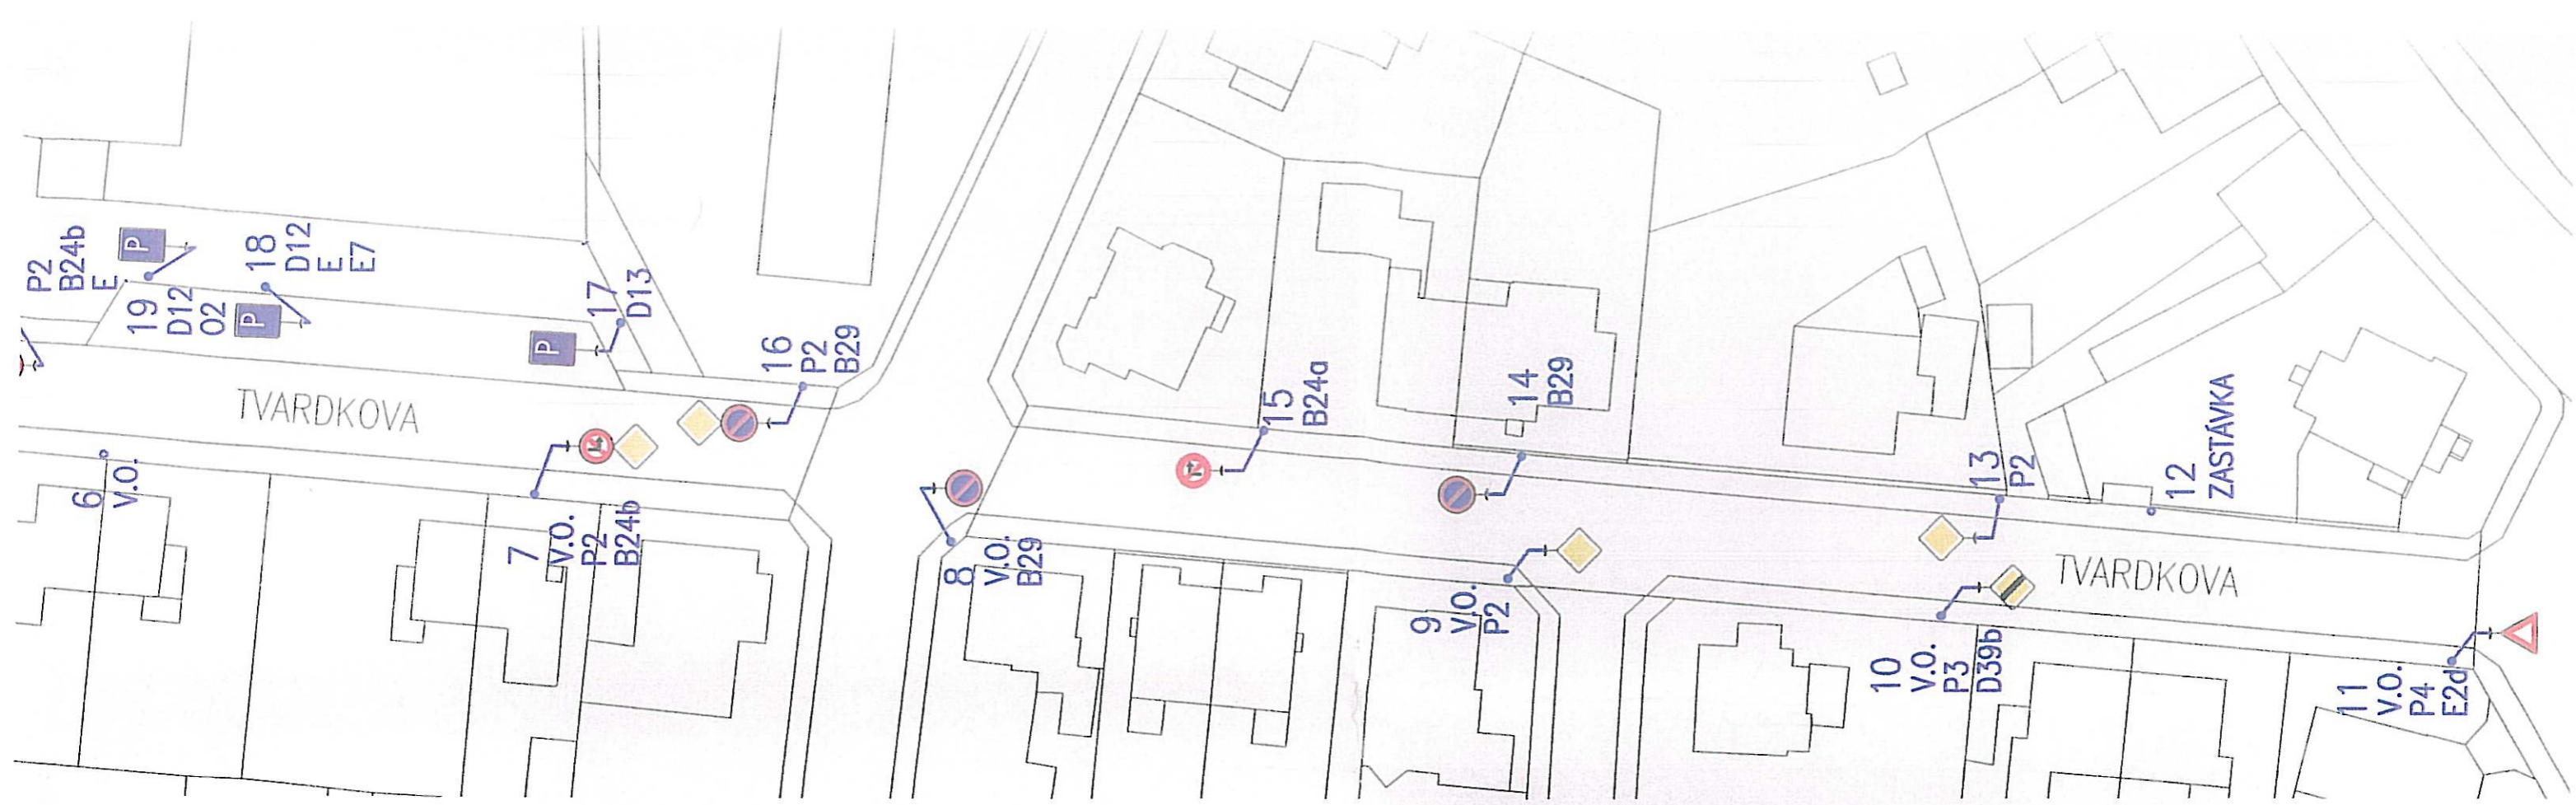 P2
B24b
E
P
19
D12
O2
18
D12
E
E7
P
P
17
D13
16
P2
B29
TVARDKOVA
6
V.O.
7
V.O.
P2
B24b
8
V.O.
B29
15
B24a
14
B29
9
V.O.
P2
13
P2
12
ZASTÁVKA
TVARDKOVA
10
V.O.
P3
D39b
11
V.O.
P4
E2d